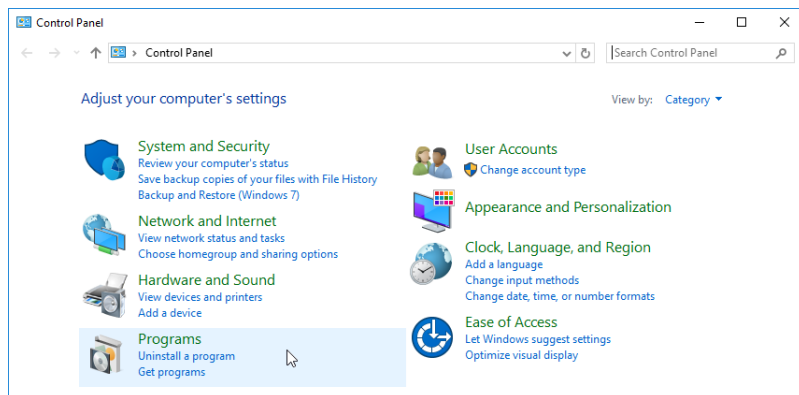 Control Panel
Control Panel
Search Control Panel
Adjust your computer's settings
View by: Category
System and Security
Review your computer's status
Save backup copies of your files with File History
Backup and Restore (Windows 7)
Network and Internet
View network status and tasks
Choose homegroup and sharing options
Hardware and Sound
View devices and printers
Add a device
Programs
Uninstall a program
Get programs
User Accounts
Change account type
Appearance and Personalization
Clock, Language, and Region
Add a language
Change input methods
Change date, time, or number formats
Ease of Access
Let Windows suggest settings
Optimize visual display